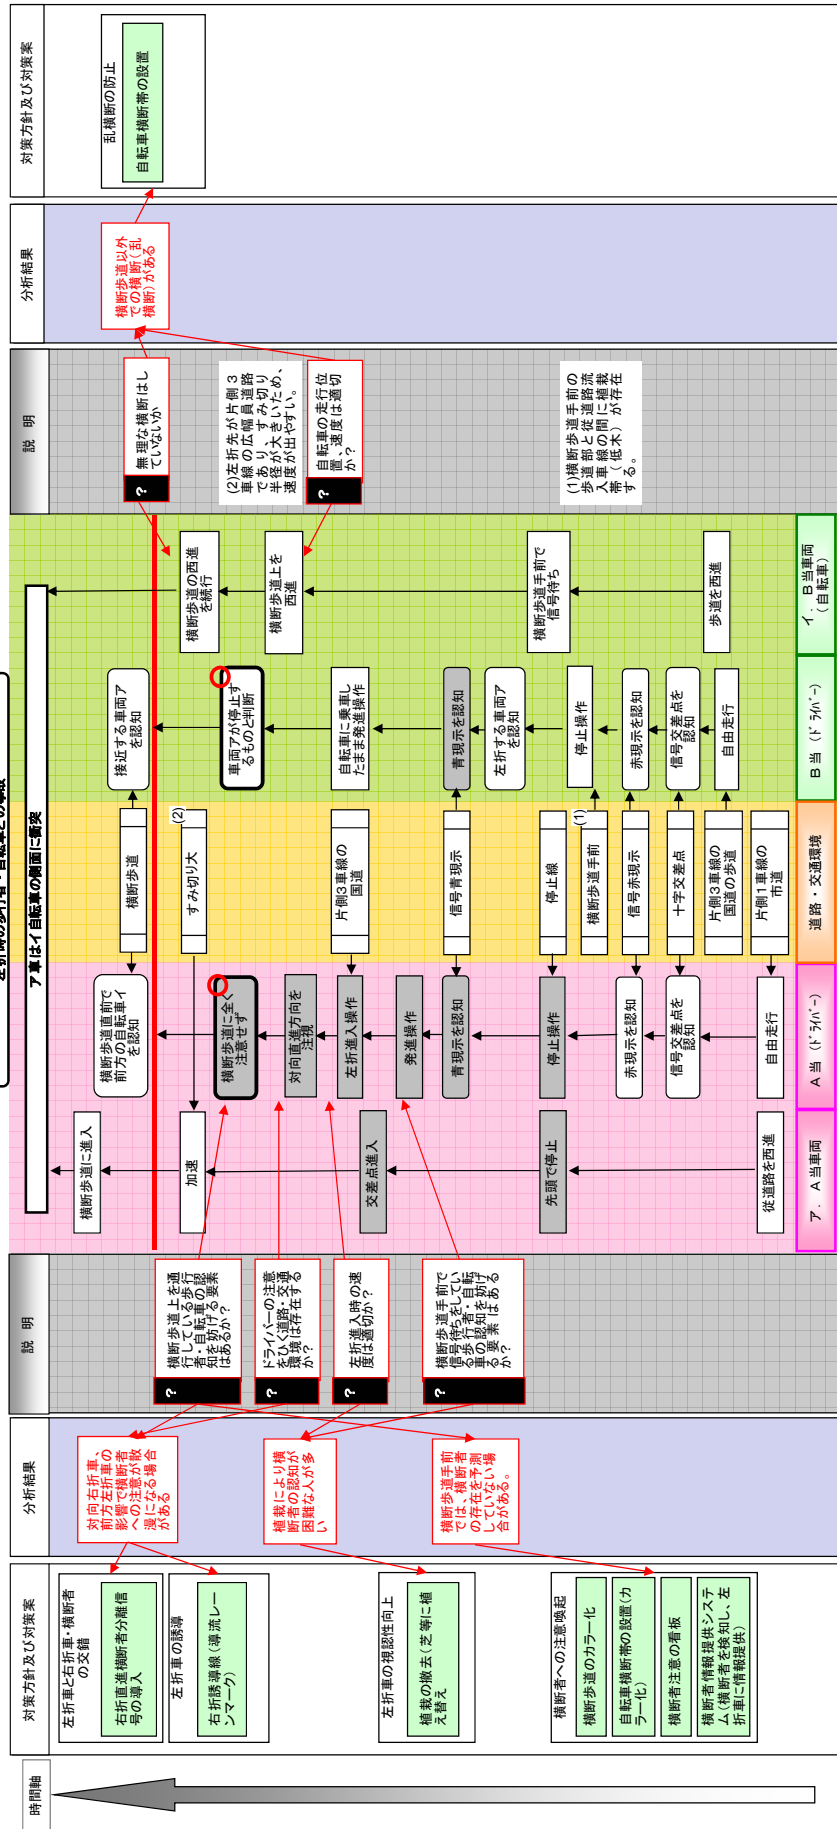 時間軸
対策方針及び対策案
左折車と右折車・横断者
の交錯
右折直進横断者分離信
号の導入
左折車の誘導
右折誘導線(導流レー
ンマーク)
左折車の視認性向上
植栽の撤去(芝等に植
え替え
横断者への注意喚起
横断歩道のカラー化
自転車横断帯の設置(カ
ラー化)
横断者注意の看板
横断者情報提供システ
ム(横断者を検知し、左
折車に情報提供)
分析結果
対向右折車、
前方左折車の
影響で横断者
への注意が散
漫になる場合
がある
植栽により横
断者の認知が
困難な人が多
い
横断歩道手前
では、横断者
の存在を予測
していない場
合がある。
説 明
?
横断歩道上を通
行している歩行
者・自転車の認
知を妨げる要素
はあるか?
?
ドライバーの注意
をひく道路・交通
環境は存在する
か?
?
左折進入時の速
度は適切か?
?
横断歩道手前で
信号待ちをしてい
る歩行者・自転
車の認知を妨げ
る要素はある
か?
左折時の歩行者・自転車との事故
ア車はイ自転車の側面に衝突
横断歩道に進入
加速
交差点進入
先頭で停止
従道路を西進
ア. A当車両
横断歩道直前で
前方の自転車イ
を認知
横断歩道に全く
注意せず
対向直進方向を
注視
左折進入操作
発進操作
青現示を認知
停止操作
赤現示を認知
信号交差点を
認知
自由走行
A当(ドライバー)
横断歩道
すみ切り大
(2)
片側3車線の
国道
信号青現示
停止線
横断歩道手前
(1)
信号赤現示
十字交差点
片側3車線の
国道の歩道
片側1車線の
市道
道路・交通環境
接近する車両ア
を認知
車両アが停止す
るものと判断
自転車に乗車し
たまま発進操作
青現示を認知
左折する車両ア
を認知
停止操作
赤現示を認知
信号交差点を
認知
自由走行
B当(ドライバー)
横断歩道の西進
を続行
横断歩道上を
西進
横断歩道手前で
信号待ち
歩道を西進
イ. B当車両
(自転車)
説 明
?
無理な横断はし
ていないか
(2)左折先が片側3
車線の広幅員道路
であり、すみ切り
半径が大きいため、
速度が出やすい。
?
自転車の走行位
置、速度は適切
か?
(1)横断歩道手前の
歩道部と従道路流
入車線の間に植栽
帯(低木)が存在
する。
分析結果
横断歩道以外
での横断(乱
横断)がある
対策方針及び対策案
乱横断の防止
自転車横断帯の設置